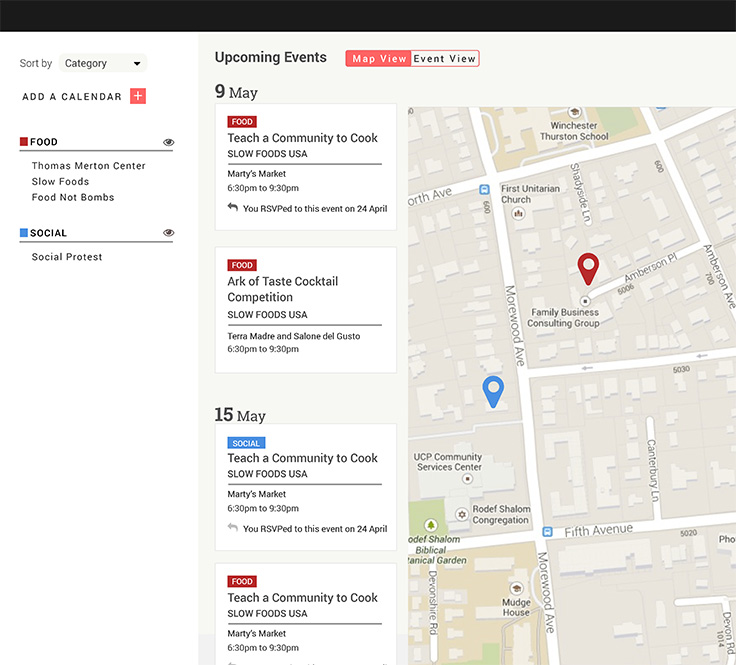 Sort by Category
ADD A CALENDAR +
FOOD
Thomas Merton Center
Slow Foods
Food Not Bombs
SOCIAL
Social Protest
Upcoming Events
Map View Event View
9 May
FOOD
Teach a Community to Cook
SLOW FOODS USA
Marty's Market
6:30pm to 9:30pm
You RSVPed to this event on 24 April
FOOD
Ark of Taste Cocktail
Competition
SLOW FOODS USA
Terra Madre and Salone del Gusto
6:30pm to 9:30pm
15 May
SOCIAL
Teach a Community to Cook
SLOW FOODS USA
Marty's Market
6:30pm to 9:30pm
You RSVPed to this event on 24 April
FOOD
Teach a Community to Cook
SLOW FOODS USA
Marty's Market
6:30pm to 9:30pm
Winchester
Thurston School
600
Shadyside Ln
orth Ave
First Unitarian
Church
600
Amberson Ave
700
Amberson Pl
5006
Family Business
Consulting Group
Morewood Ave
5030
UCP Community
Services Center
Canterbury Ln
Rodef Shalom
Congregation
Fifth Avenue
5020
odef Shalom
Biblical
tanical Garden
Pho
Morewood Ave
Devonshire Rd
Mudge
House
Devon Rd
1014